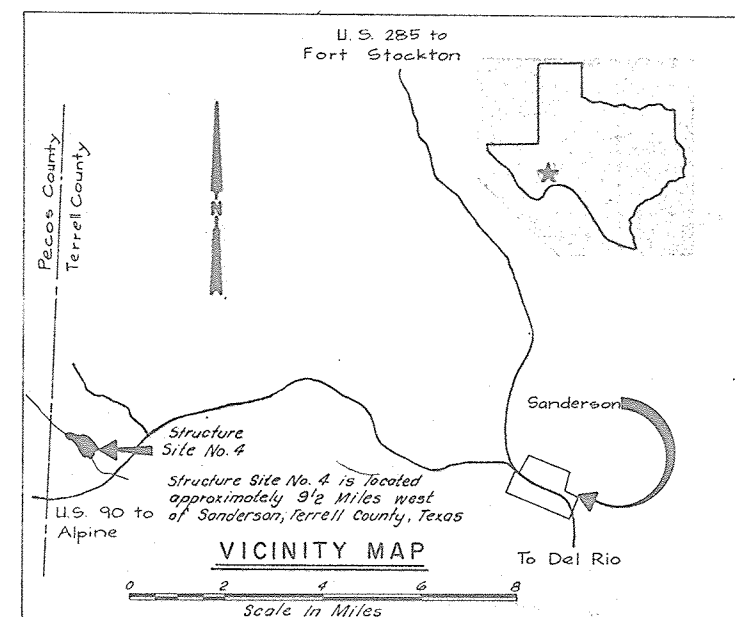 U.S. 285 to
Fort Stockton
Pecos County
Terrell County
N
Sanderson
Structure
Site No. 4
Structure Site No. 4 is located
approximately 9 1/2 Miles west
of Sanderson, Terrell County, Texas
U.S. 90 to
Alpine
To Del Rio
VICINITY MAP
0 2 4 6 8
Scale In Miles